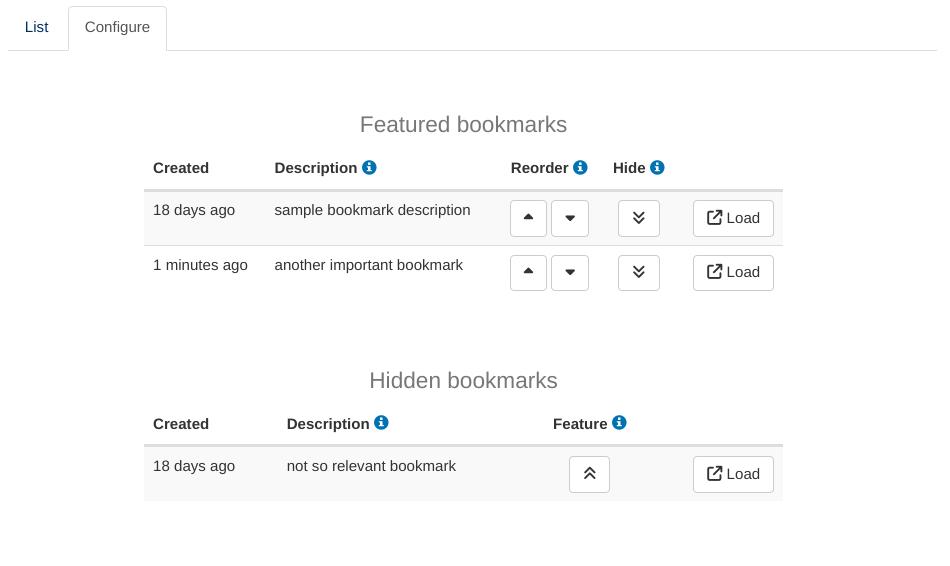 List Configure
Featured bookmarks
Created Description Reorder Hide
18 days ago sample bookmark description Load
1 minutes ago another important bookmark Load
Hidden bookmarks
Created Description Feature
18 days ago not so relevant bookmark Load